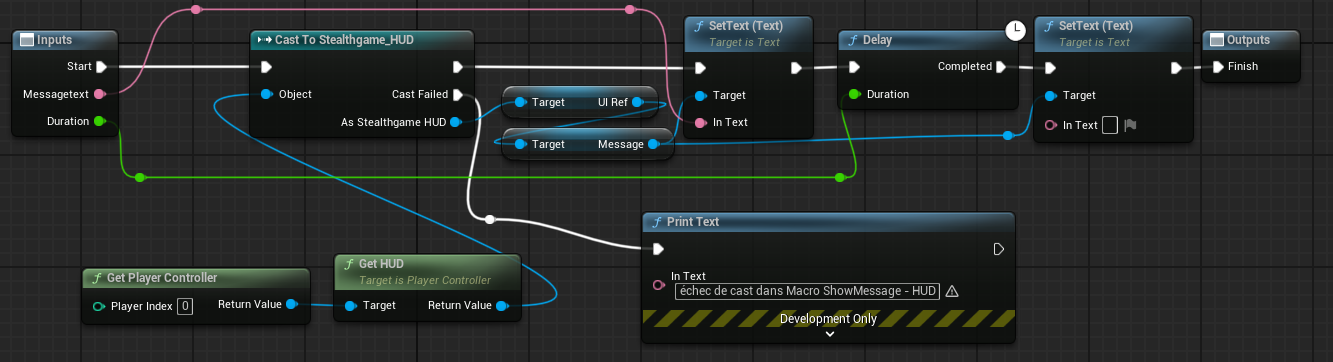 Inputs
Start
Messagetext
Duration
Cast To Stealthgame_HUD
Object
Cast Failed
As Stealthgame HUD
Target UI Ref
Target Message
SetText (Text)
Target is Text
Target
In Text
Delay
Completed
Duration
SetText (Text)
Target is Text
Target
In Text
Outputs
Finish
Get Player Controller
Player Index 0
Return Value
Get HUD
Target is Player Controller
Target Return Value
Print Text
In Text
échec de cast dans Macro ShowMessage - HUD
Development Only